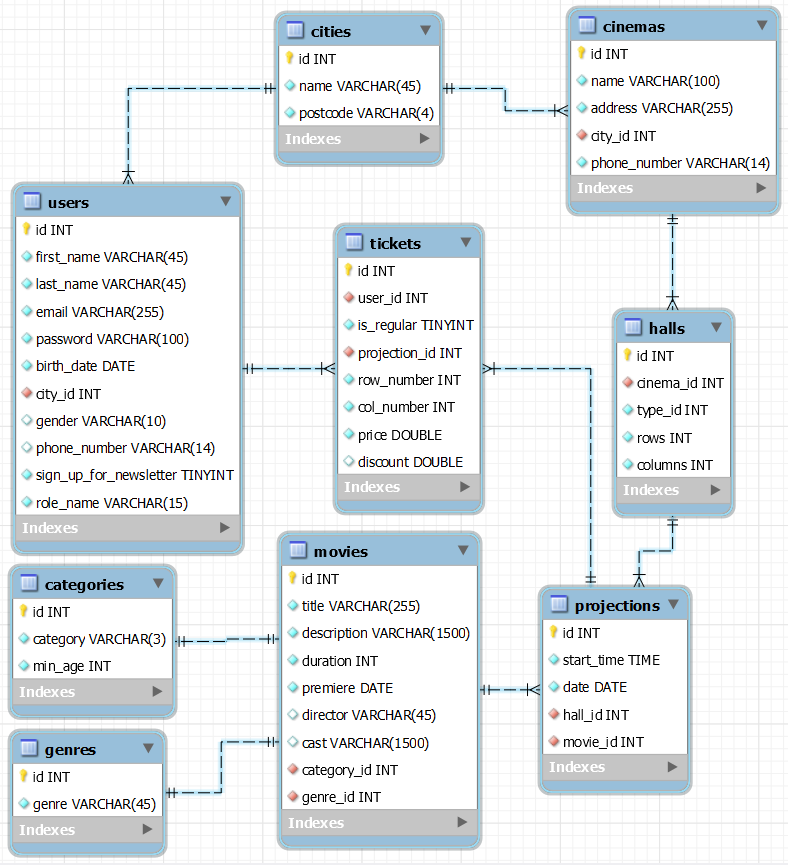 cities
id INT
name VARCHAR(45)
postcode VARCHAR(4)
Indexes
cinemas
id INT
name VARCHAR(100)
address VARCHAR(255)
city_id INT
phone_number VARCHAR(14)
Indexes
users
id INT
first_name VARCHAR(45)
last_name VARCHAR(45)
email VARCHAR(255)
password VARCHAR(100)
birth_date DATE
city_id INT
gender VARCHAR(10)
phone_number VARCHAR(14)
sign_up_for_newsletter TINYINT
role_name VARCHAR(15)
Indexes
tickets
id INT
user_id INT
is_regular TINYINT
projection_id INT
row_number INT
col_number INT
price DOUBLE
discount DOUBLE
Indexes
halls
id INT
cinema_id INT
type_id INT
rows INT
columns INT
Indexes
categories
id INT
category VARCHAR(3)
min_age INT
Indexes
movies
id INT
title VARCHAR(255)
description VARCHAR(1500)
duration INT
premiere DATE
director VARCHAR(45)
cast VARCHAR(1500)
category_id INT
genre_id INT
Indexes
projections
id INT
start_time TIME
date DATE
hall_id INT
movie_id INT
Indexes
genres
id INT
genre VARCHAR(45)
Indexes